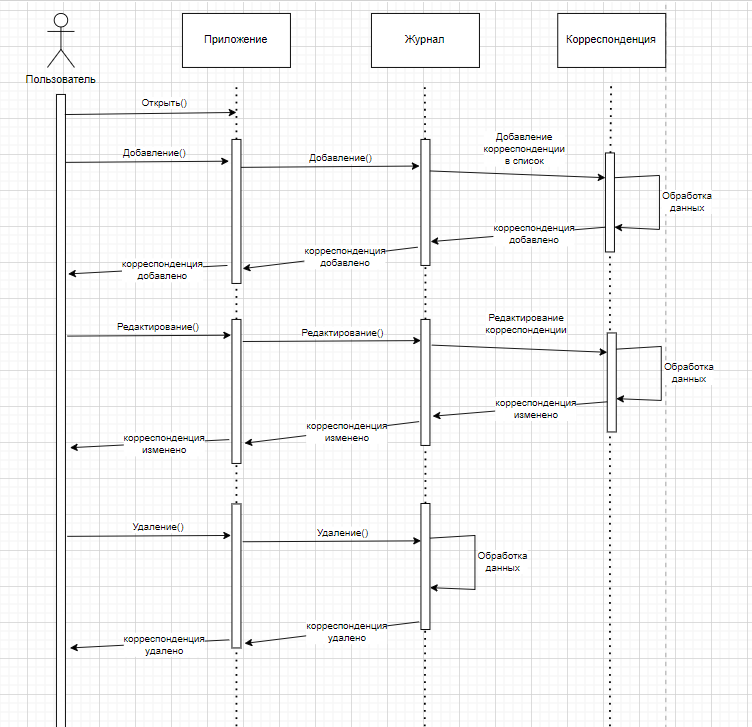 Приложение
Журнал
Корреспонденция
Пользователь
Открыть()
Добавление()
Добавление()
Добавление
корреспонденции
в список
Обработка
данных
корреспонденция
добавлено
корреспонденция
добавлено
корреспонденция
добавлено
Редактирование()
Редактирование()
Редактирование
корреспонденции
Обработка
данных
корреспонденция
изменено
корреспонденция
изменено
корреспонденция
изменено
Удаление()
Удаление()
Обработка
данных
корреспонденция
удалено
корреспонденция
удалено